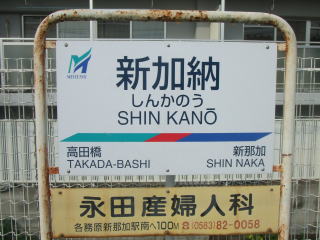 MEITETSU
新加納
しんかのう
SHIN KANŌ
高田橋 新那加
TAKADA-BASHI SHIN NAKA
永田産婦人科
各務原新那加駅南へ100M ☎(0583)82-0058